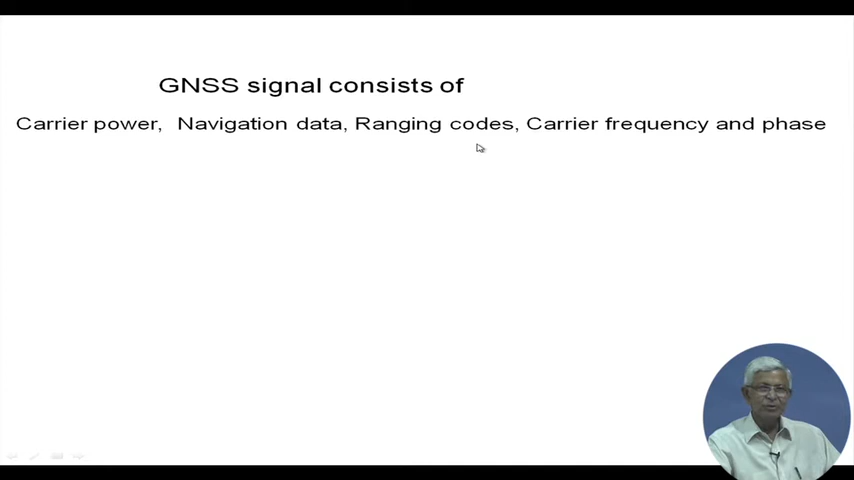 GNSS signal consists of
Carrier power, Navigation data, Ranging codes, Carrier frequency and phase